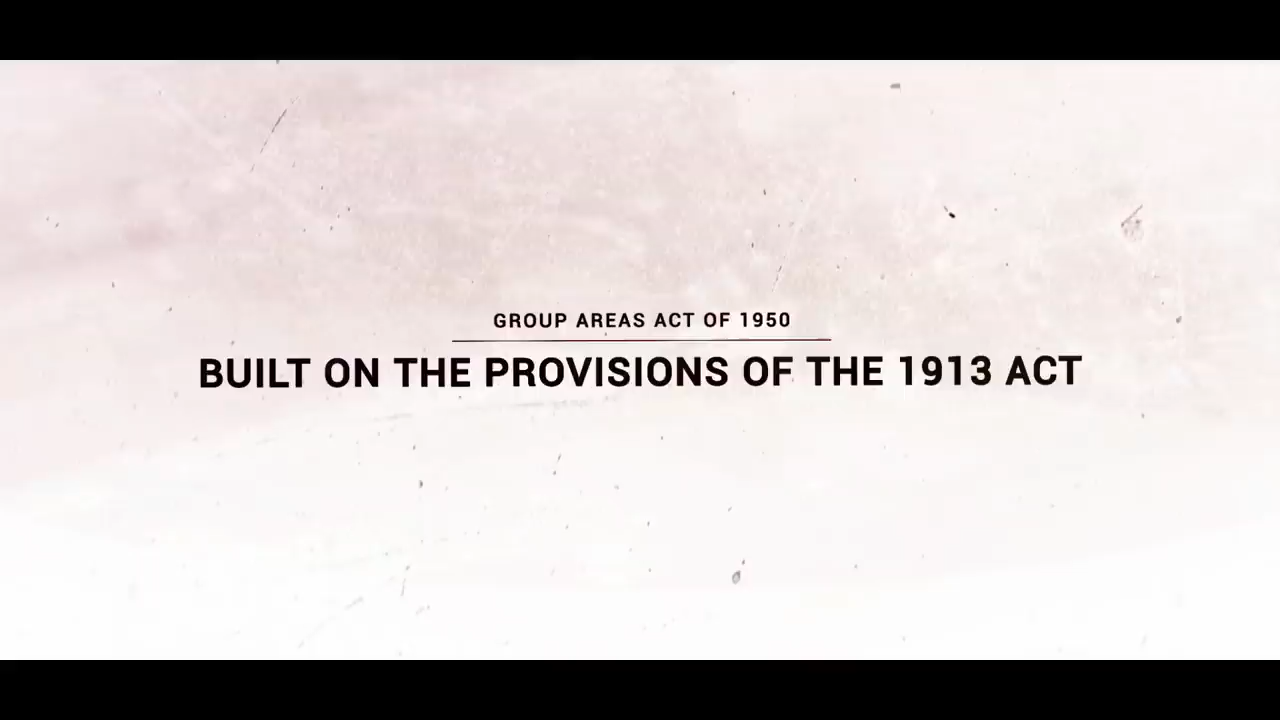 GROUP AREAS ACT OF 1950
BUILT ON THE PROVISIONS OF THE 1913 ACT